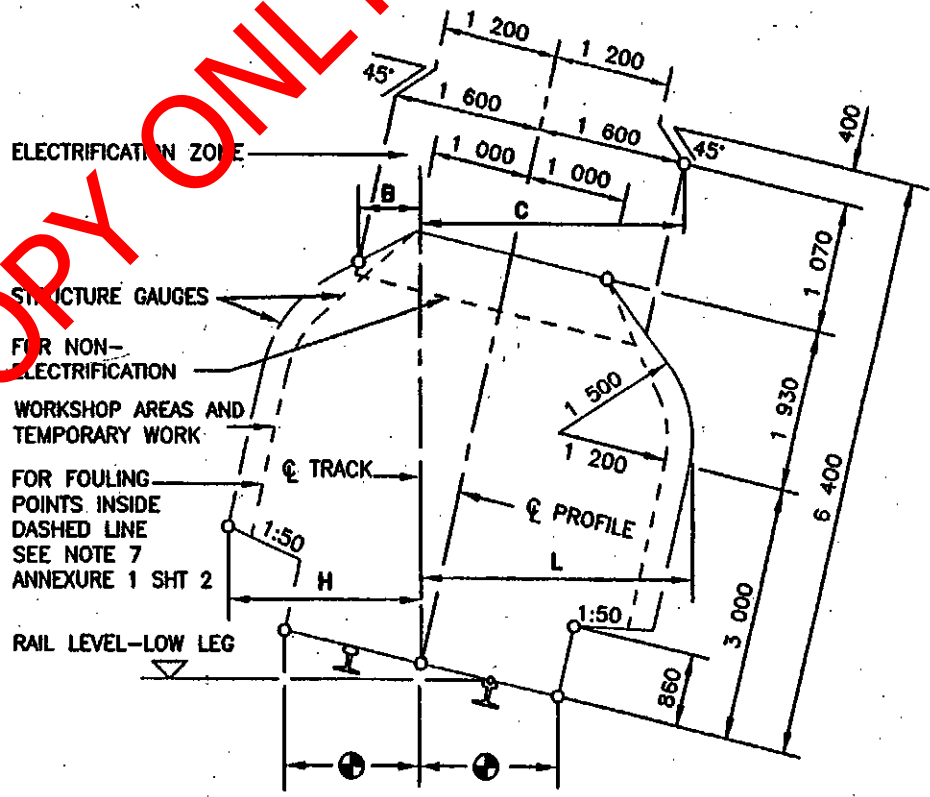 COPY ONLY
1 200
1 200
45°
1 600
1 600
45°
400
ELECTRIFICATION ZONE
1 000
1 000
B
C
1 070
STRUCTURE GAUGES
FOR NON-
ELECTRIFICATION
1 500
1 930
WORKSHOP AREAS AND
TEMPORARY WORK
1 200
6 400
℄ TRACK
FOR FOULING
POINTS INSIDE
DASHED LINE
SEE NOTE 7
ANNEXURE 1 SHT 2
1:50
℄ PROFILE
H
L
1:50
3 000
RAIL LEVEL-LOW LEG
860